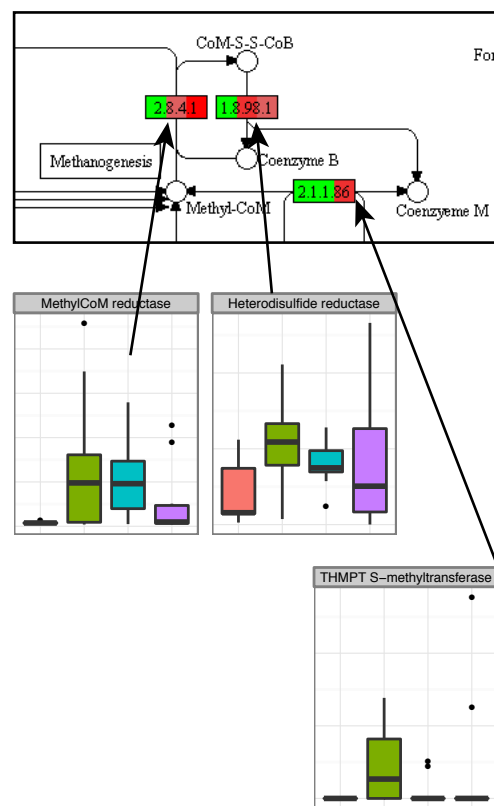 CoM-S-S-CoB
For
2.8.4.1
1.8.98.1
Methanogenesis
Coenzyme B
2.1.1.86
Methyl-CoM
Coenzyeme M
MethylCoM reductase
Heterodisulfide reductase
THMPT S−methyltransferase